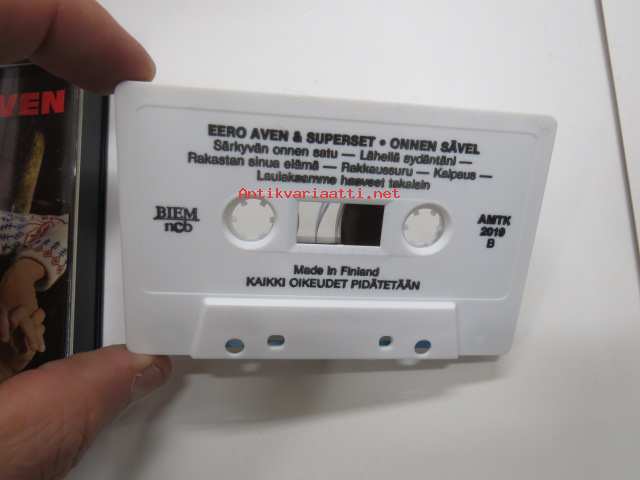 AVEN
EERO AVEN & SUPERSET • ONNEN SÄVEL
Särkyvän onnen satu — Lähellä sydäntäni —
Rakastan sinua elämä — Rakkaussuru — Kaipaus —
Laulakaamme haaveet takaisin
Antikvariaatti.net
BIEM
ncb
AMTK
2019
B
Made in Finland
KAIKKI OIKEUDET PIDÄTETÄÄN